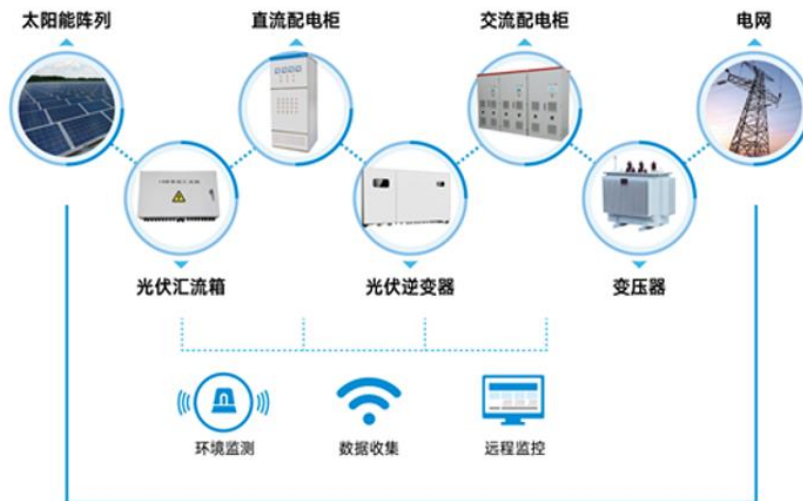 太阳能阵列
直流配电柜
交流配电柜
电网
光伏汇流箱
光伏逆变器
变压器
环境监测
数据收集
远程监控